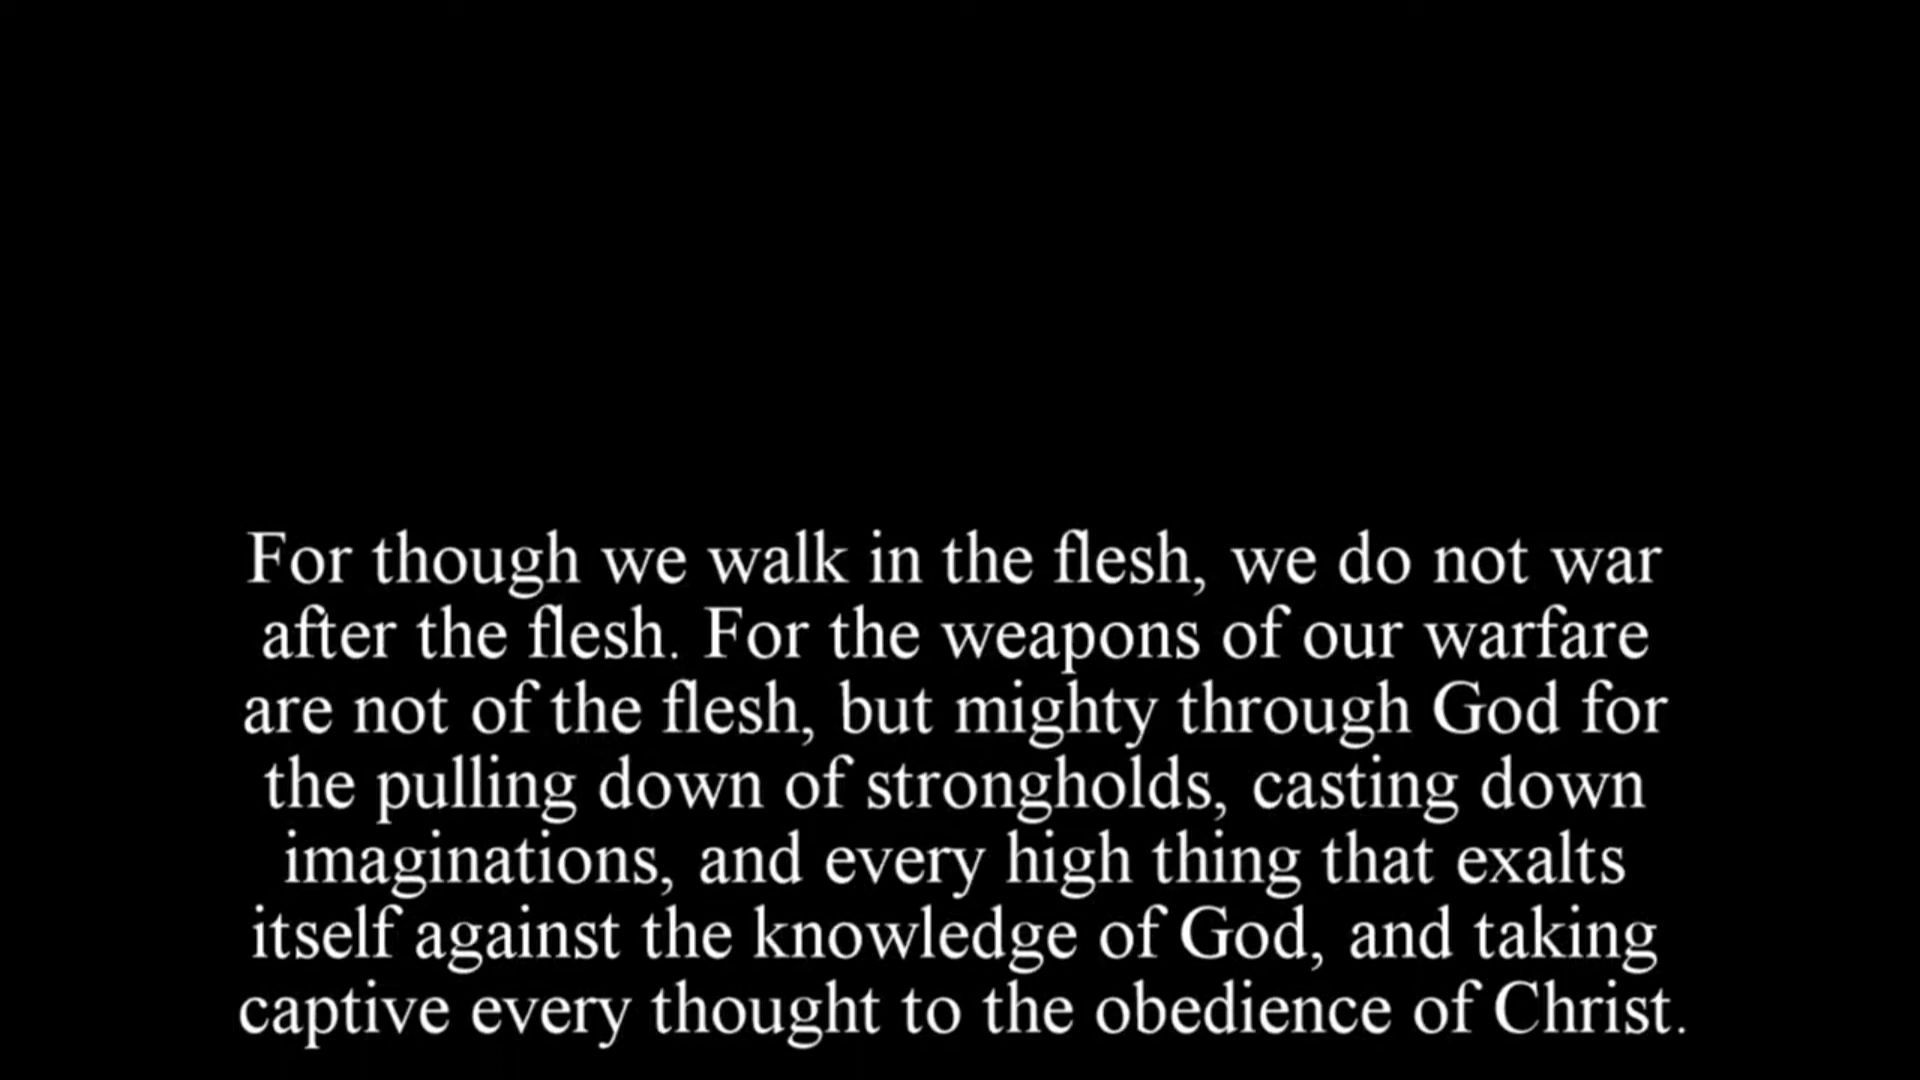 For though we walk in the flesh, we do not war
after the flesh. For the weapons of our warfare
are not of the flesh, but mighty through God for
the pulling down of strongholds, casting down
imaginations, and every high thing that exalts
itself against the knowledge of God, and taking
captive every thought to the obedience of Christ.